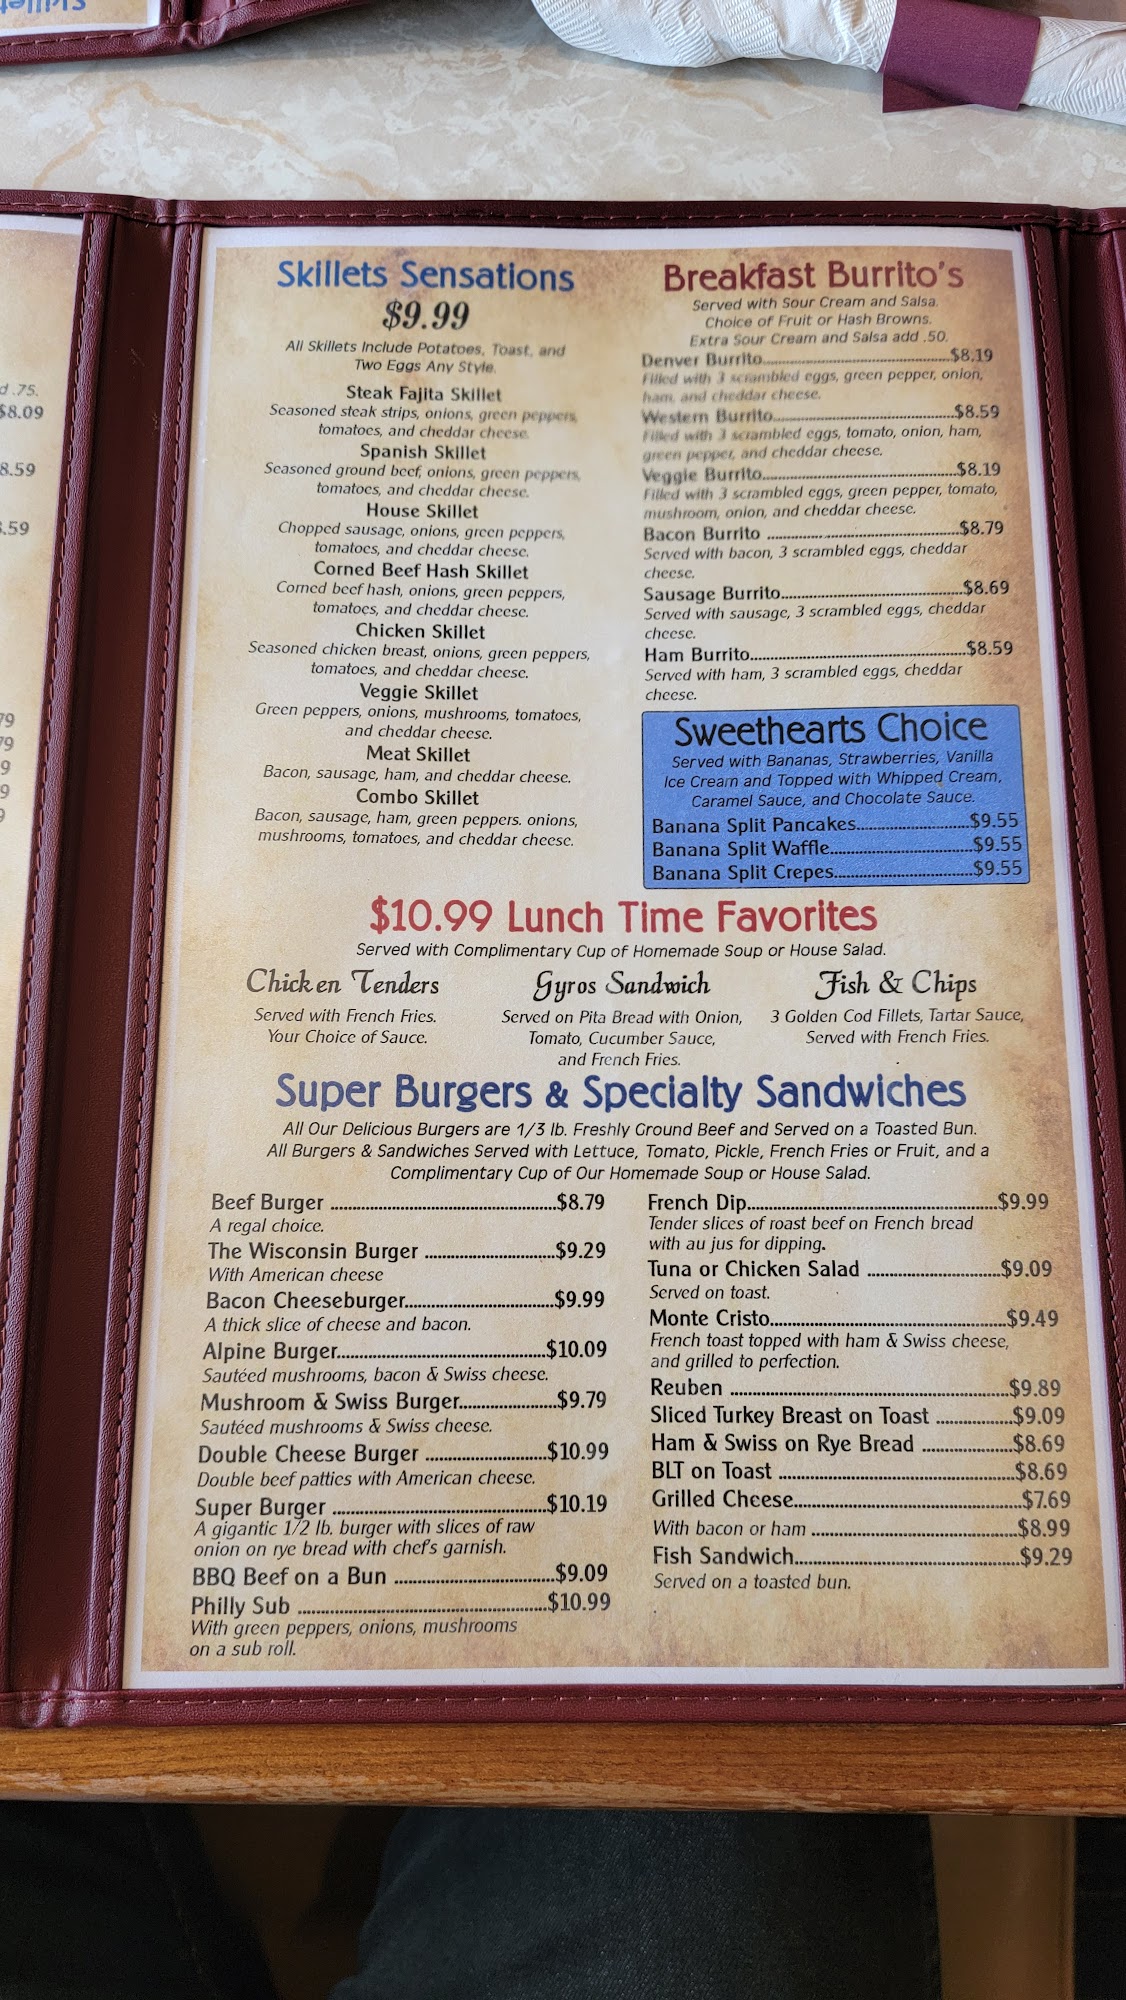 Skillet
d .75.
$8.09
8.59
.59
79
79
9
9
9
Skillets Sensations
$9.99
All Skillets Include Potatoes, Toast, and
Two Eggs Any Style.
Steak Fajita Skillet
Seasoned steak strips, onions, green peppers,
tomatoes, and cheddar cheese.
Spanish Skillet
Seasoned ground beef, onions, green peppers,
tomatoes, and cheddar cheese.
House Skillet
Chopped sausage, onions, green peppers,
tomatoes, and cheddar cheese.
Corned Beef Hash Skillet
Corned beef hash, onions, green peppers,
tomatoes, and cheddar cheese.
Chicken Skillet
Seasoned chicken breast, onions, green peppers,
tomatoes, and cheddar cheese.
Veggie Skillet
Green peppers, onions, mushrooms, tomatoes,
and cheddar cheese.
Meat Skillet
Bacon, sausage, ham, and cheddar cheese.
Combo Skillet
Bacon, sausage, ham, green peppers. onions,
mushrooms, tomatoes, and cheddar cheese.
Breakfast Burrito's
Served with Sour Cream and Salsa.
Choice of Fruit or Hash Browns.
Extra Sour Cream and Salsa add .50.
Denver Burrito $8.19
Filled with 3 scrambled eggs, green pepper, onion,
ham, and cheddar cheese.
Western Burrito $8.59
Filled with 3 scrambled eggs, tomato, onion, ham,
green pepper, and cheddar cheese.
Veggie Burrito $8.19
Filled with 3 scrambled eggs, green pepper, tomato,
mushroom, onion, and cheddar cheese.
Bacon Burrito $8.79
Served with bacon, 3 scrambled eggs, cheddar
cheese.
Sausage Burrito $8.69
Served with sausage, 3 scrambled eggs, cheddar
cheese.
Ham Burrito $8.59
Served with ham, 3 scrambled eggs, cheddar
cheese.
Sweethearts Choice
Served with Bananas, Strawberries, Vanilla
Ice Cream and Topped with Whipped Cream,
Caramel Sauce, and Chocolate Sauce.
Banana Split Pancakes $9.55
Banana Split Waffle $9.55
Banana Split Crepes $9.55
$10.99 Lunch Time Favorites
Served with Complimentary Cup of Homemade Soup or House Salad.
Chicken Tenders
Served with French Fries.
Your Choice of Sauce.
Gyros Sandwich
Served on Pita Bread with Onion,
Tomato, Cucumber Sauce,
and French Fries.
Fish & Chips
3 Golden Cod Fillets, Tartar Sauce,
Served with French Fries.
Super Burgers & Specialty Sandwiches
All Our Delicious Burgers are 1/3 lb. Freshly Ground Beef and Served on a Toasted Bun.
All Burgers & Sandwiches Served with Lettuce, Tomato, Pickle, French Fries or Fruit, and a
Complimentary Cup of Our Homemade Soup or House Salad.
Beef Burger $8.79
A regal choice.
The Wisconsin Burger $9.29
With American cheese
Bacon Cheeseburger $9.99
A thick slice of cheese and bacon.
Alpine Burger $10.09
Sautéed mushrooms, bacon & Swiss cheese.
Mushroom & Swiss Burger $9.79
Sautéed mushrooms & Swiss cheese.
Double Cheese Burger $10.99
Double beef patties with American cheese.
Super Burger $10.19
A gigantic 1/2 lb. burger with slices of raw
onion on rye bread with chef's garnish.
BBQ Beef on a Bun $9.09
Philly Sub $10.99
With green peppers, onions, mushrooms
on a sub roll.
French Dip $9.99
Tender slices of roast beef on French bread
with au jus for dipping.
Tuna or Chicken Salad $9.09
Served on toast.
Monte Cristo $9.49
French toast topped with ham & Swiss cheese,
and grilled to perfection.
Reuben $9.89
Sliced Turkey Breast on Toast $9.09
Ham & Swiss on Rye Bread $8.69
BLT on Toast $8.69
Grilled Cheese $7.69
With bacon or ham $8.99
Fish Sandwich $9.29
Served on a toasted bun.